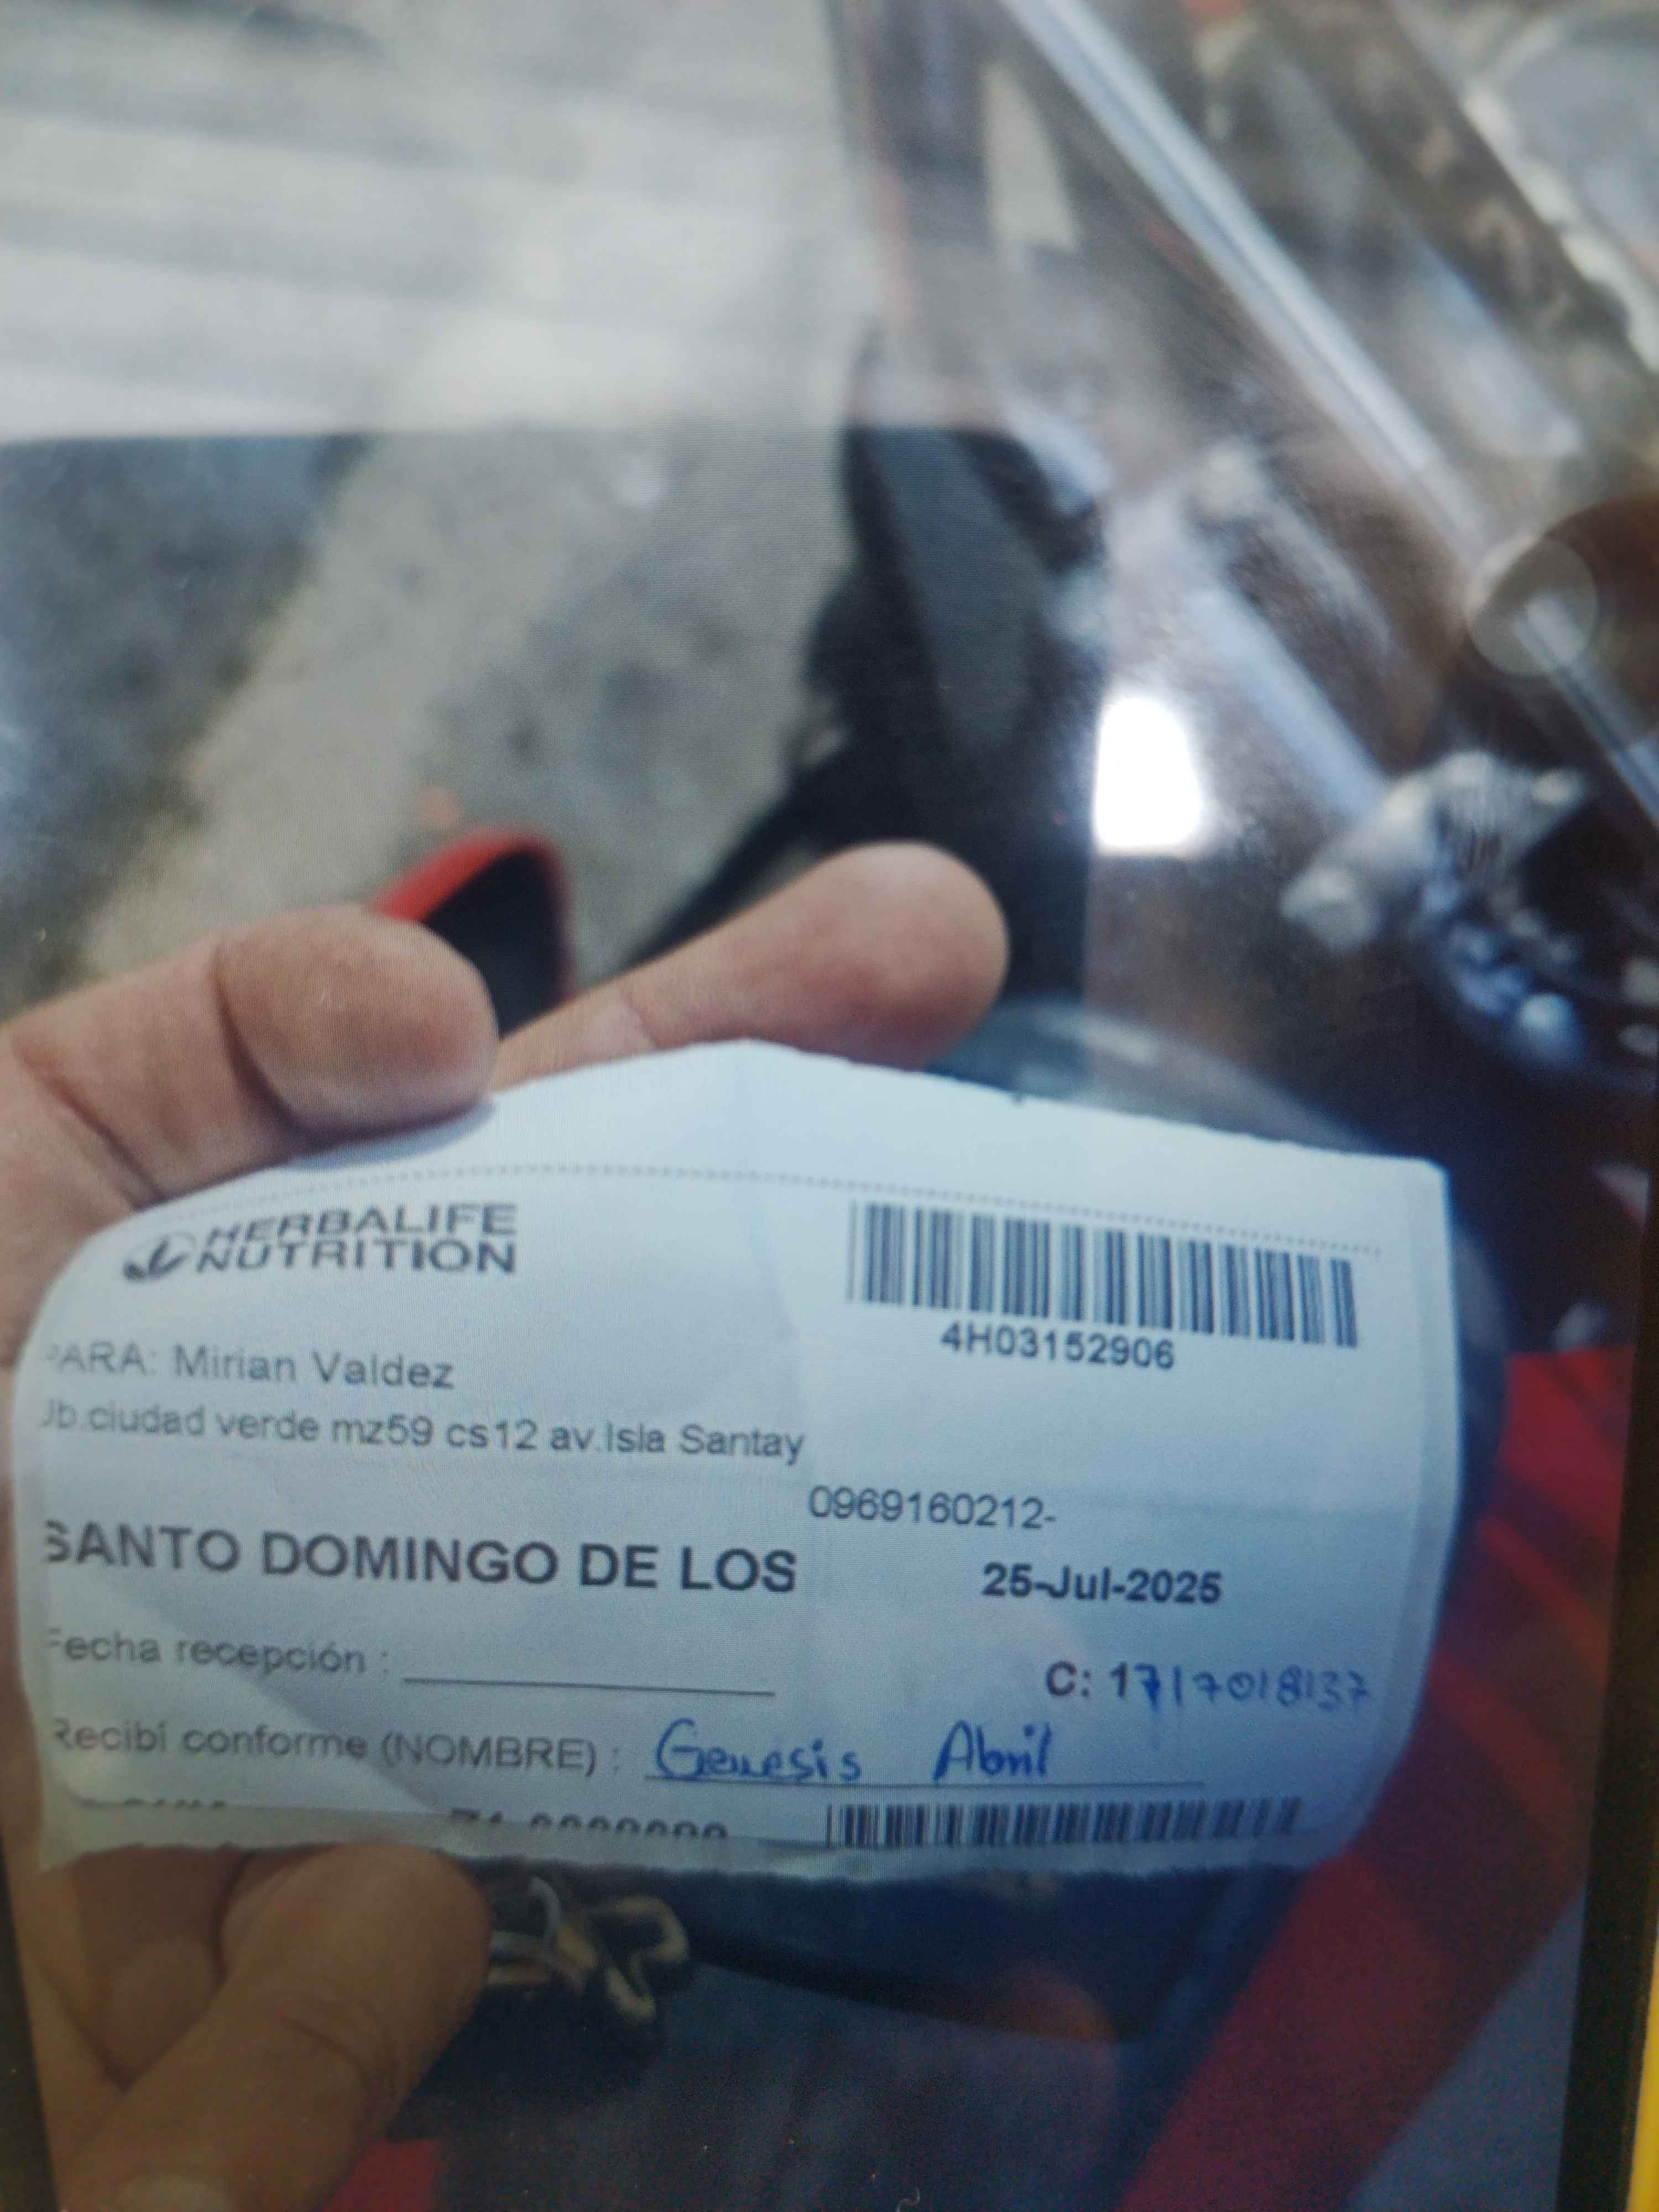 HERBALIFE
NUTRITION
4H03152906
PARA: Mirian Valdez
Ub.ciudad verde mz59 cs12 av.Isla Santay
0969160212-
SANTO DOMINGO DE LOS
25-Jul-2025
Fecha recepción :
C: 1717018137
Recibí conforme (NOMBRE) : Genesis Abril